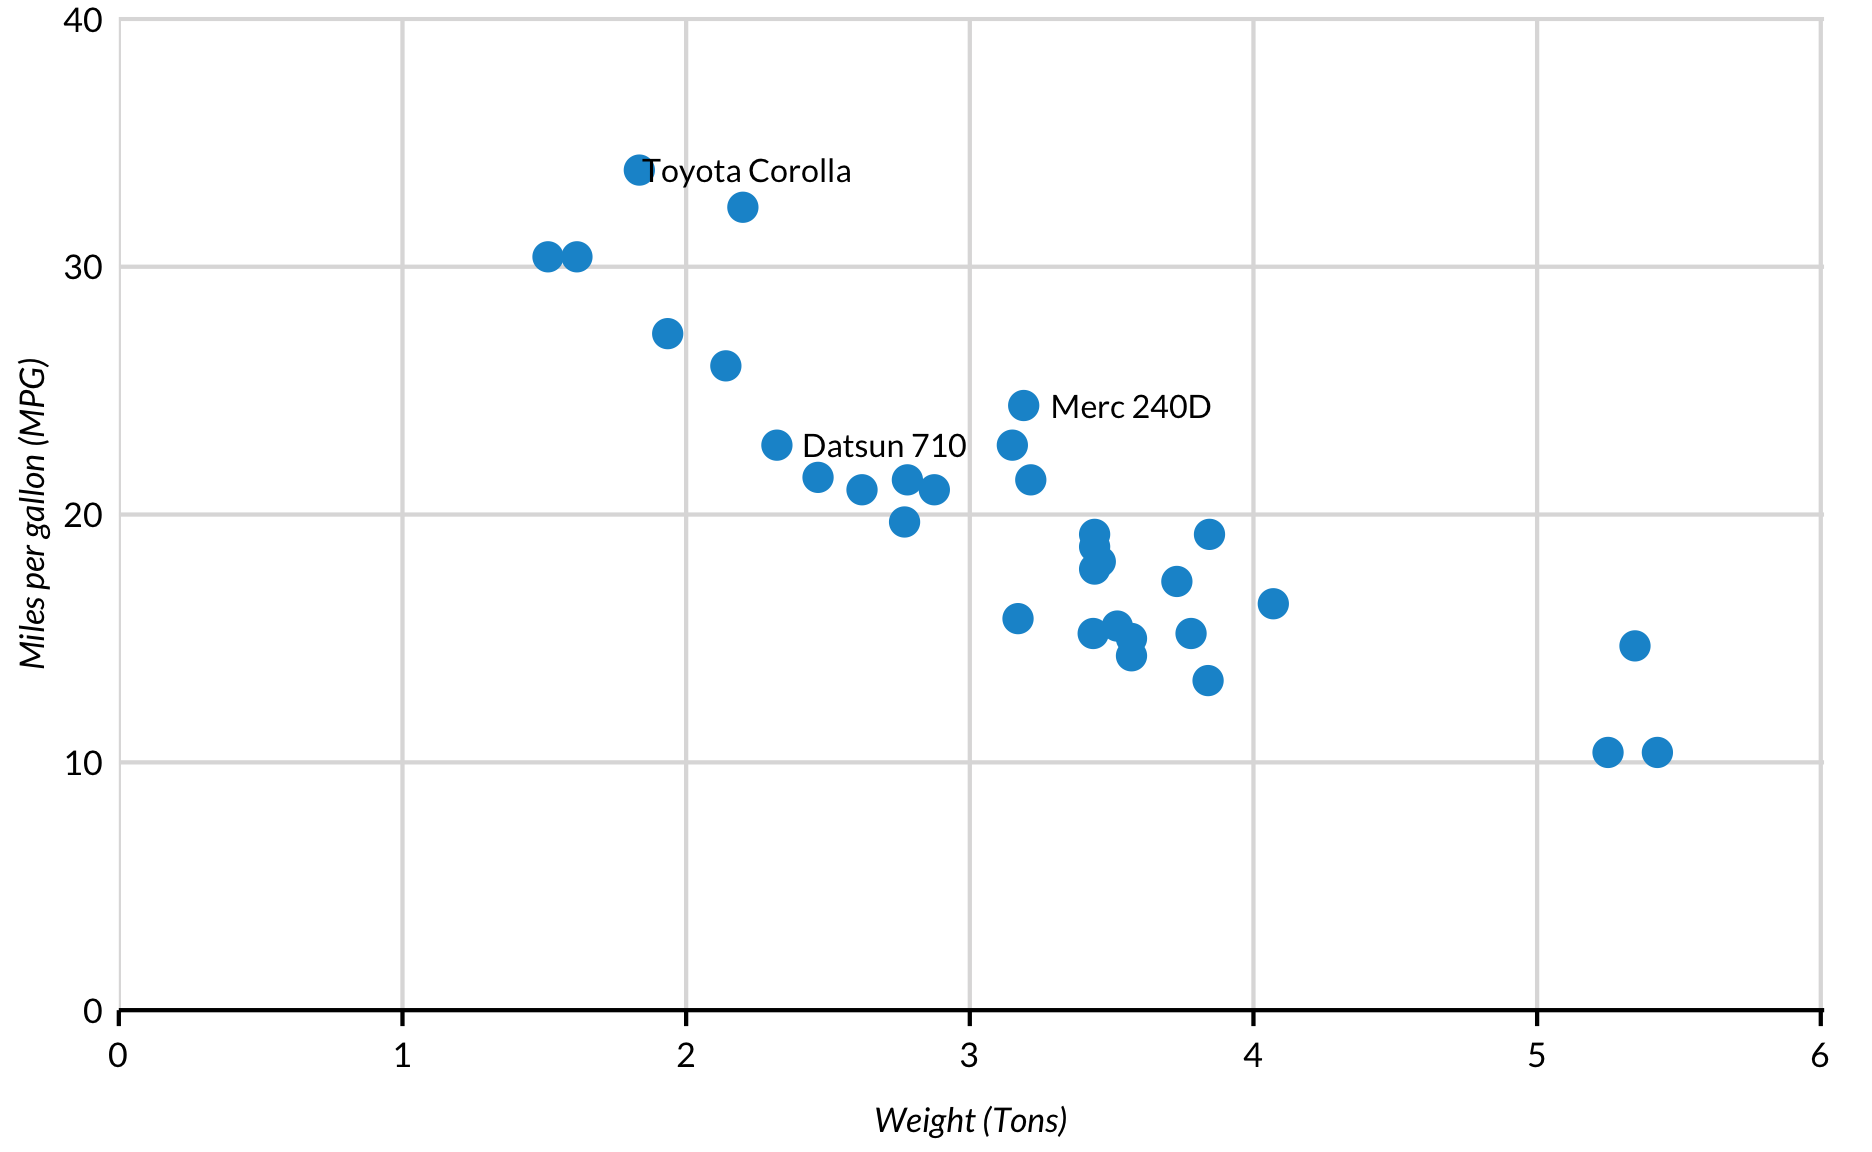 40
30
20
10
0
Miles per gallon (MPG)
Toyota Corolla
Merc 240D
Datsun 710
0 1 2 3 4 5 6
Weight (Tons)